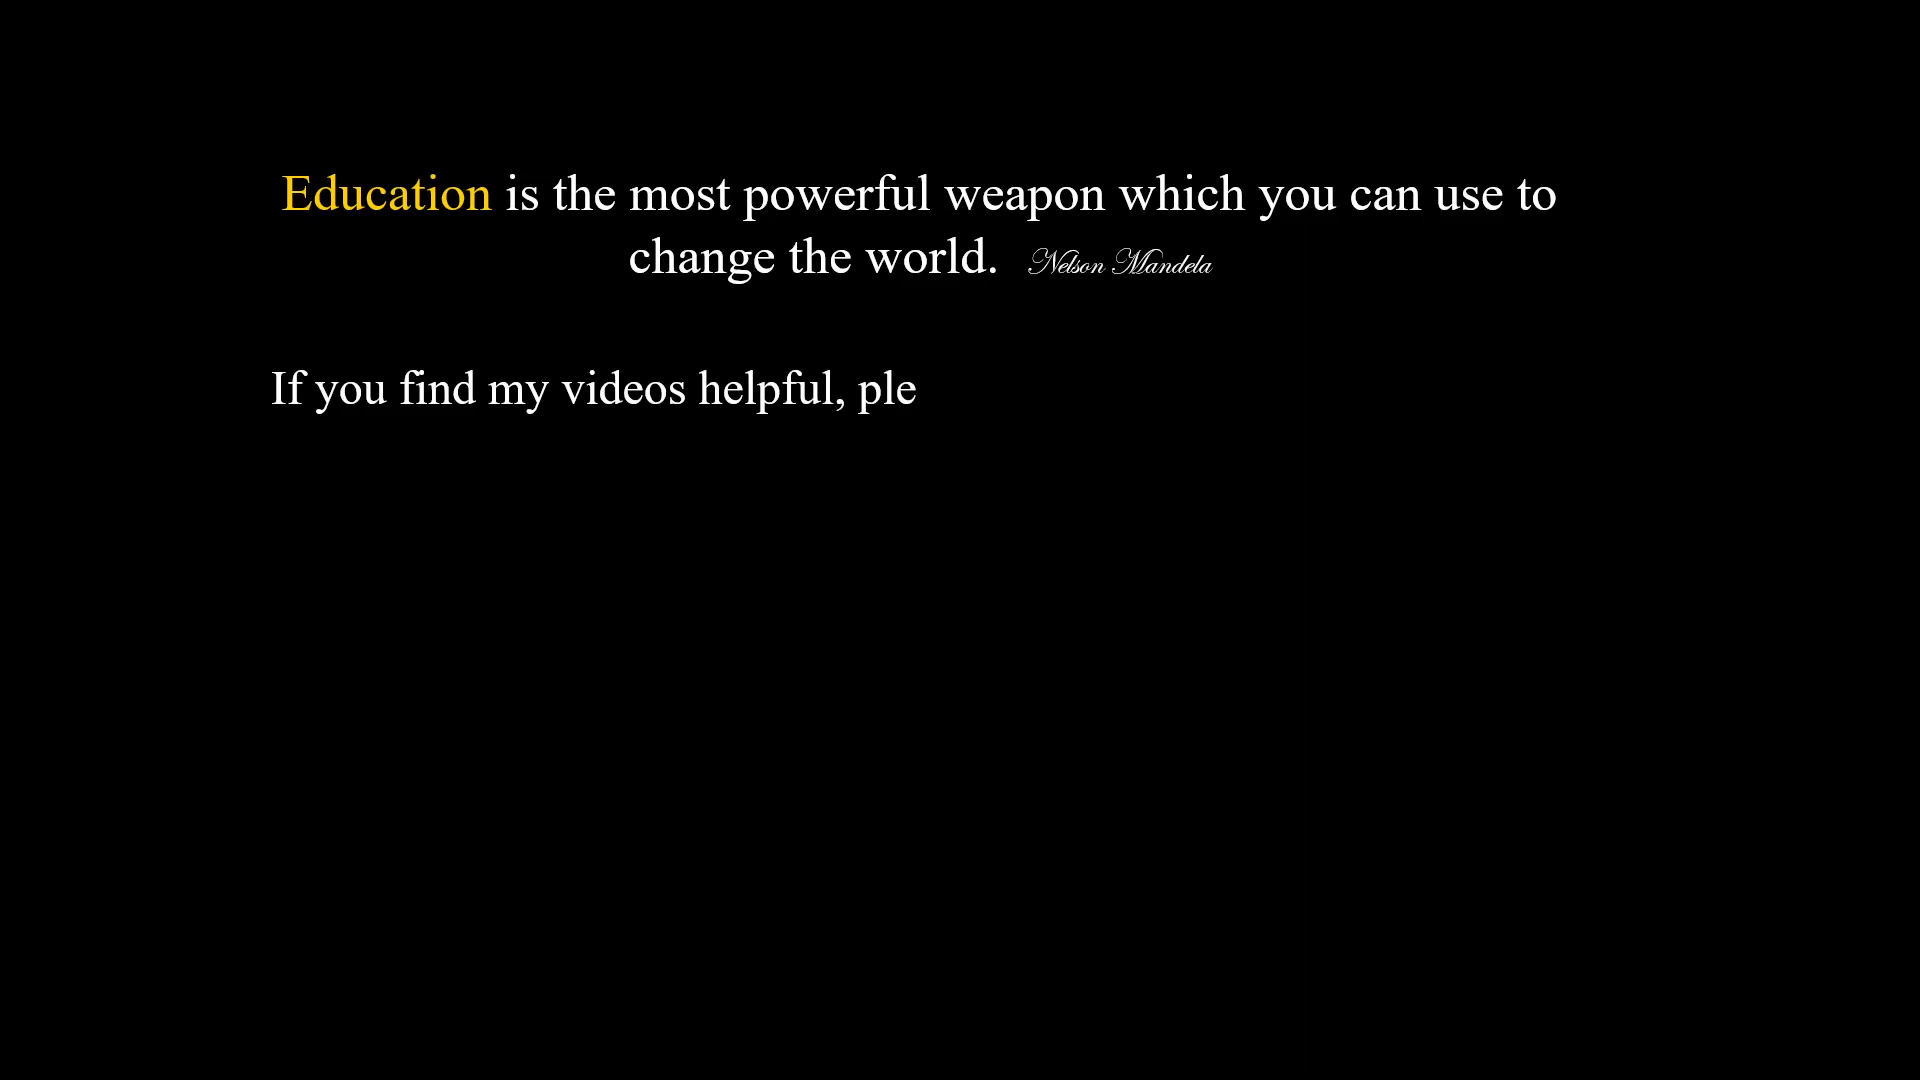 Education is the most powerful weapon which you can use to
change the world. Nelson Mandela
If you find my videos helpful, ple